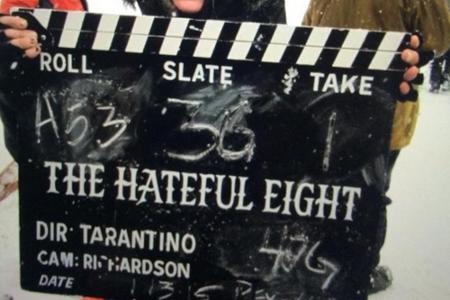 ROLL SLATE TAKE
A53 36 1
THE HATEFUL EIGHT
DIR: TARANTINO
CAM: RICHARDSON
DATE